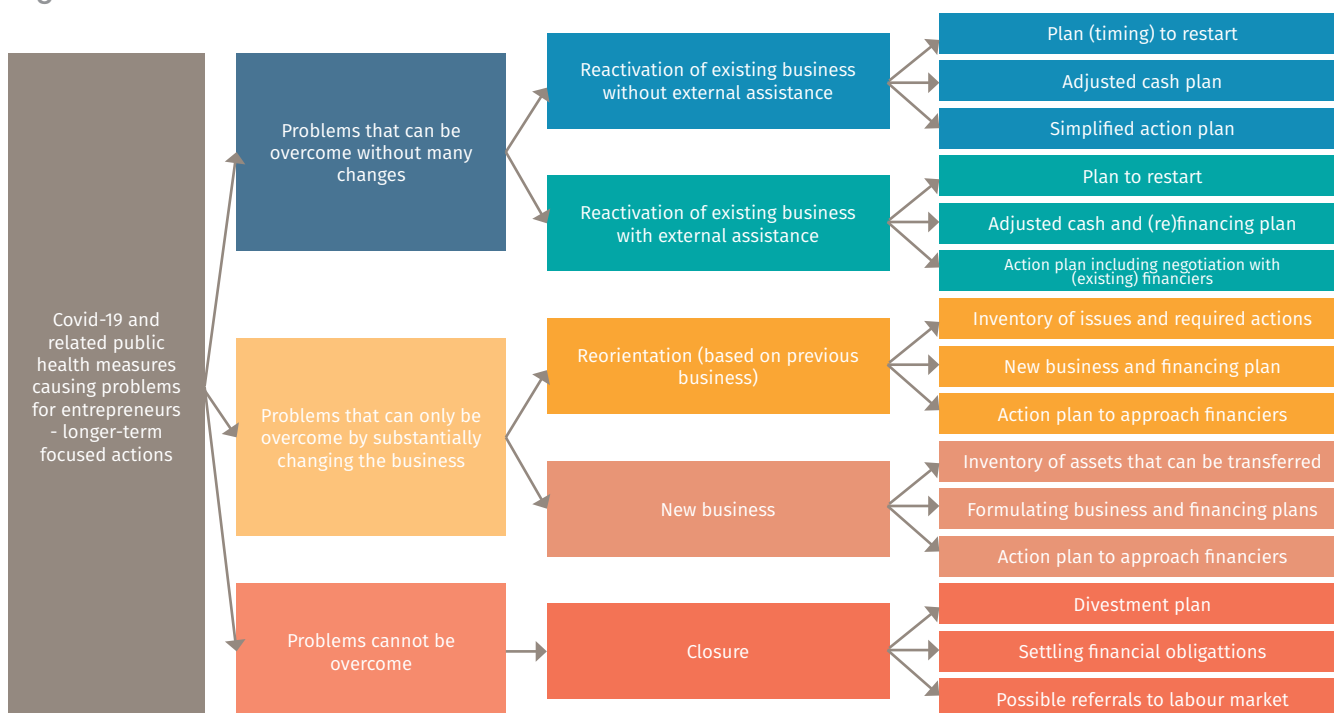 Covid-19 and
related public
health measures
causing problems
for entrepreneurs
- longer-term
focused actions
Problems that can be
overcome without many
changes
Reactivation of existing business
without external assistance
Plan (timing) to restart
Adjusted cash plan
Simplified action plan
Reactivation of existing business
with external assistance
Plan to restart
Adjusted cash and (re)financing plan
Action plan including negotiation with
(existing) financiers
Problems that can only be
overcome by substantially
changing the business
Reorientation (based on previous
business)
Inventory of issues and required actions
New business and financing plan
Action plan to approach financiers
New business
Inventory of assets that can be transferred
Formulating business and financing plans
Action plan to approach financiers
Problems cannot be
overcome
Closure
Divestment plan
Settling financial obligattions
Possible referrals to labour market